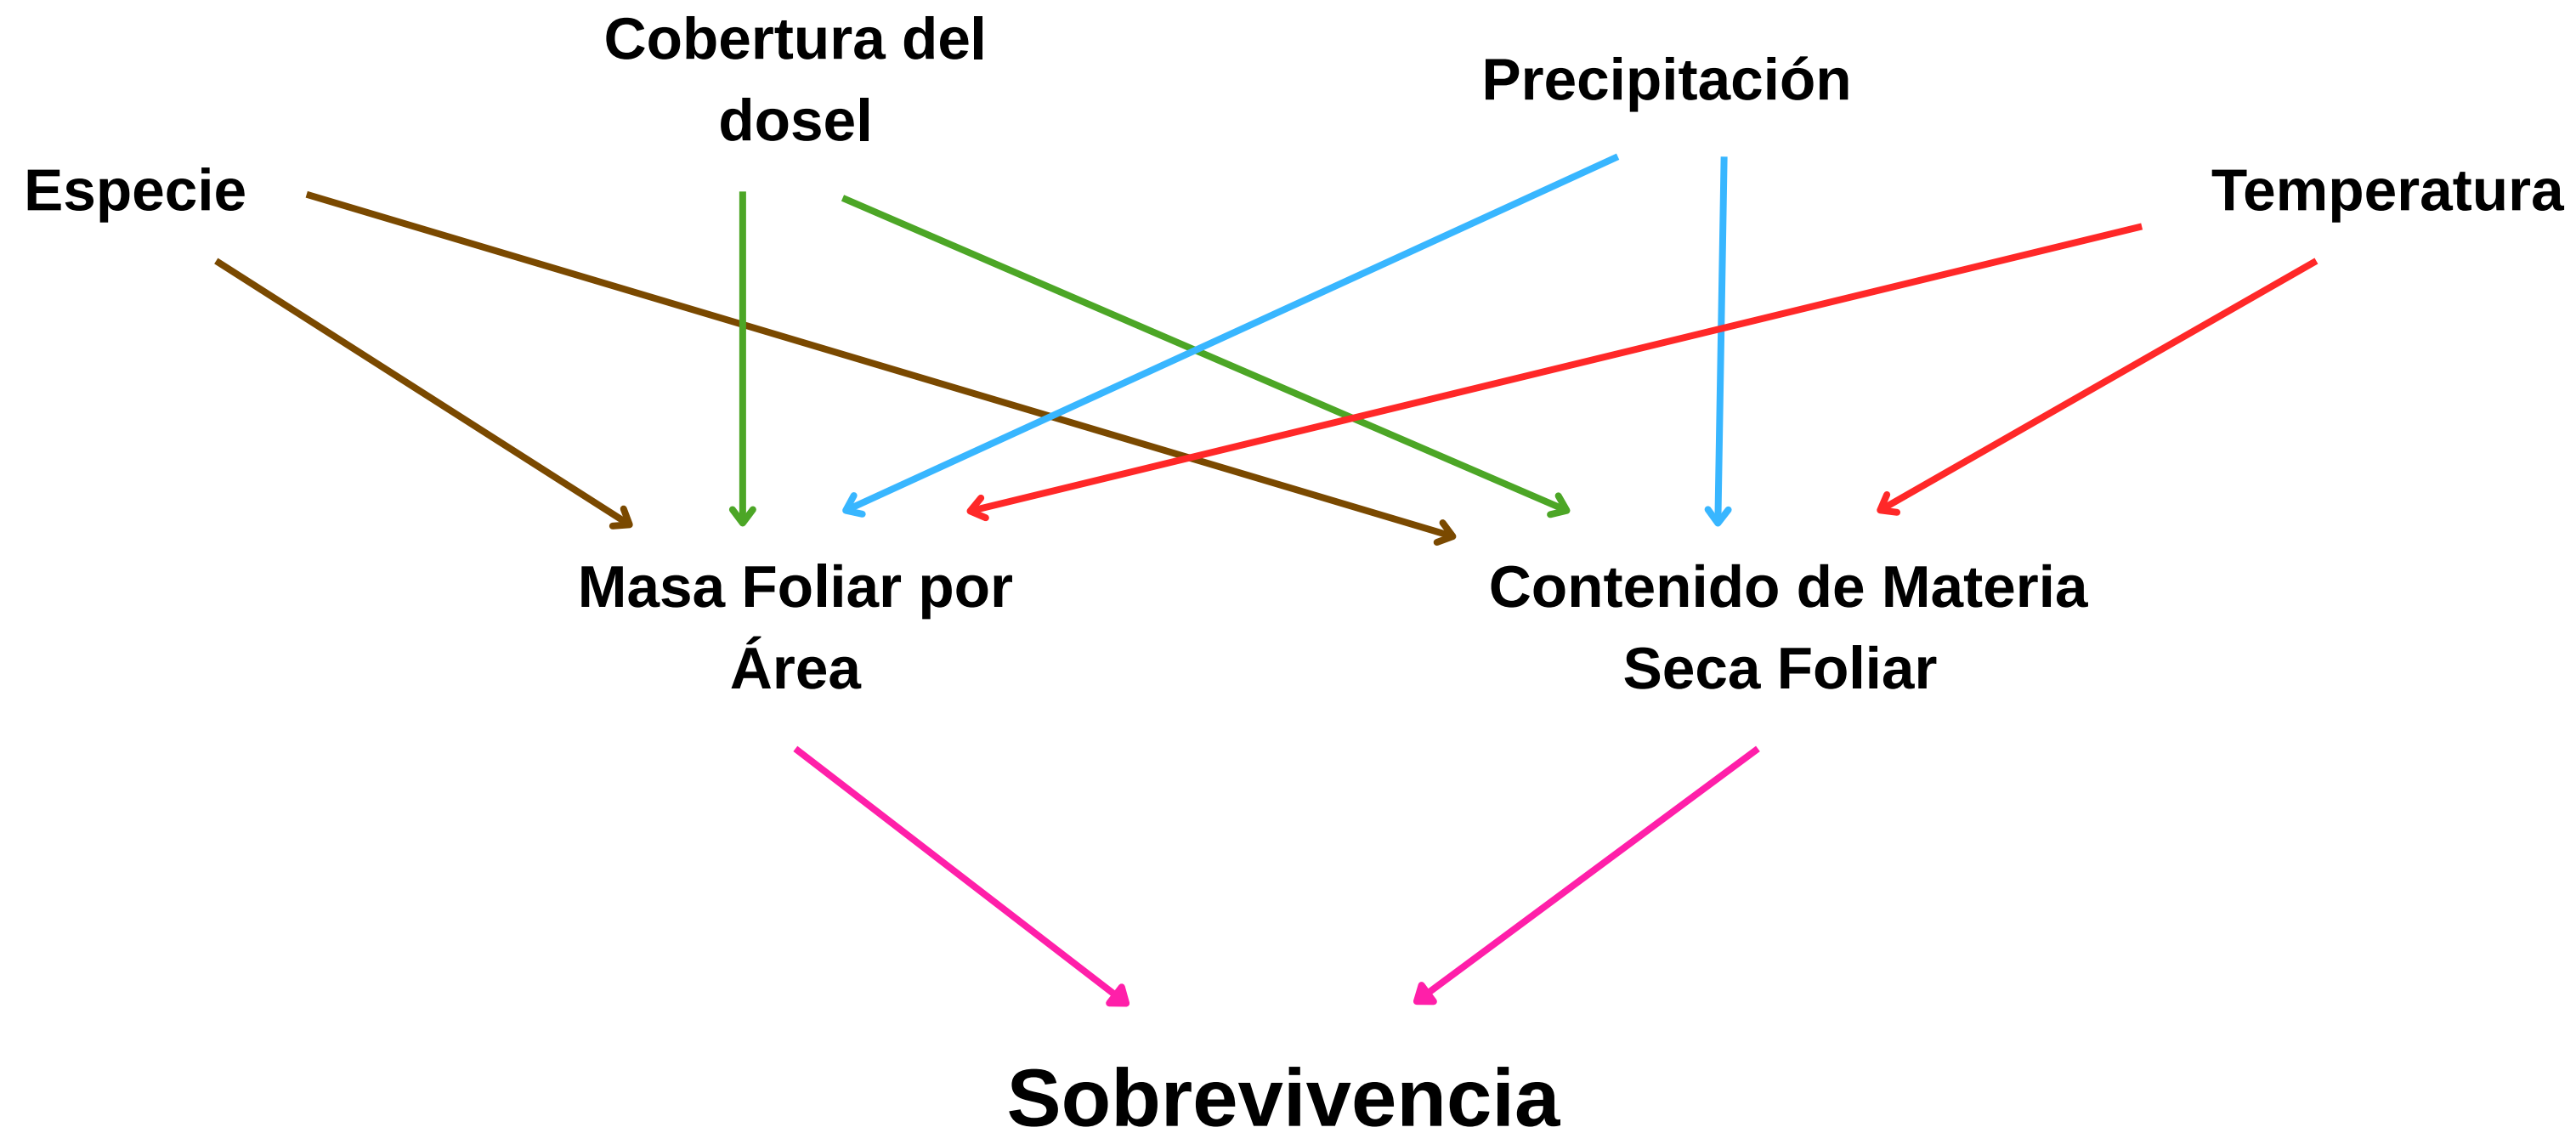 Cobertura del
dosel
Precipitación
Especie
Temperatura
Masa Foliar por
Área
Contenido de Materia
Seca Foliar
Sobrevivencia